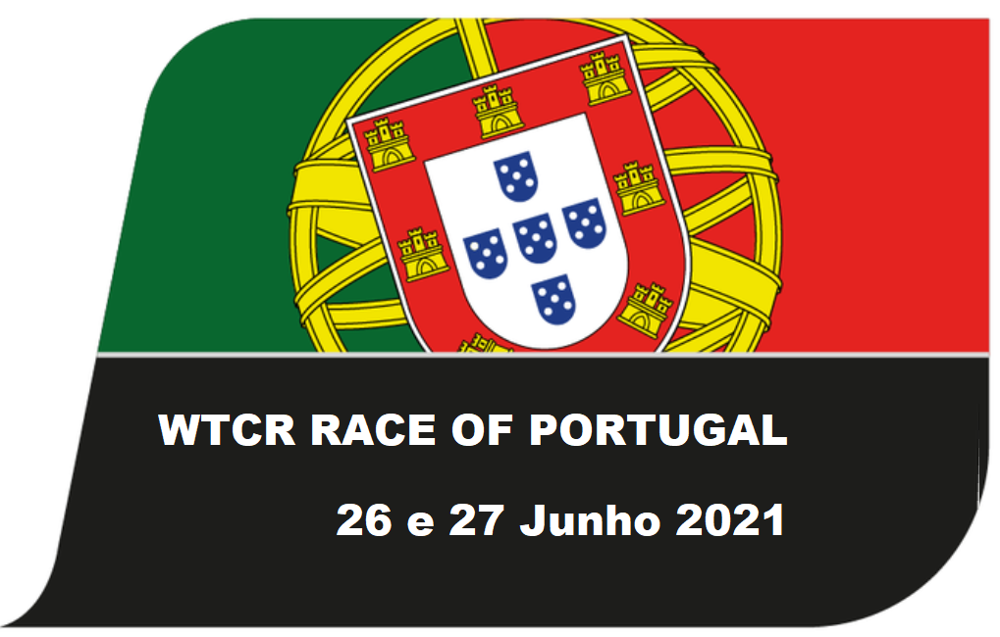 WTCR RACE OF PORTUGAL
26 e 27 Junho 2021